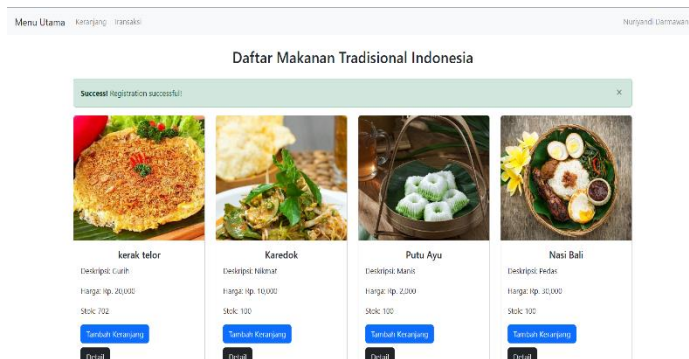 Menu Utama Keranjang Transaksi Nuriyandi Darmawan
Daftar Makanan Tradisional Indonesia
Success! Registration successful! ×
kerak telor
Deskripsi: Gurih
Harga: Rp. 20,000
Stok: 702
Tambah Keranjang
Detail
Karedok
Deskripsi: Nikmat
Harga: Rp. 10,000
Stok: 100
Tambah Keranjang
Detail
Putu Ayu
Deskripsi: Manis
Harga: Rp. 2,000
Stok: 100
Tambah Keranjang
Detail
Nasi Bali
Deskripsi: Pedas
Harga: Rp. 30,000
Stok: 100
Tambah Keranjang
Detail